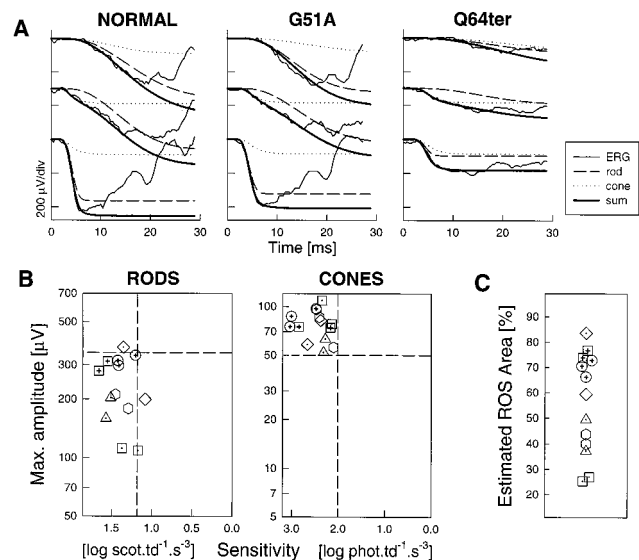 A
NORMAL G51A Q64ter
200 μV/div
0 10 20 30 0 10 20 30 0 10 20 30
Time [ms]
ERG
rod
cone
sum
B
RODS CONES
C
Max. amplitude [μV]
700
500
300
200
100
70
50
1.5 1.0 0.5 0.0
[log scot.td⁻¹.s⁻³]
100
70
50
30
20
10
7
5
3.0 2.0 1.0 0.0
Sensitivity
[log phot.td⁻¹.s⁻³]
Estimated ROS Area [%]
90
80
70
60
50
40
30
20